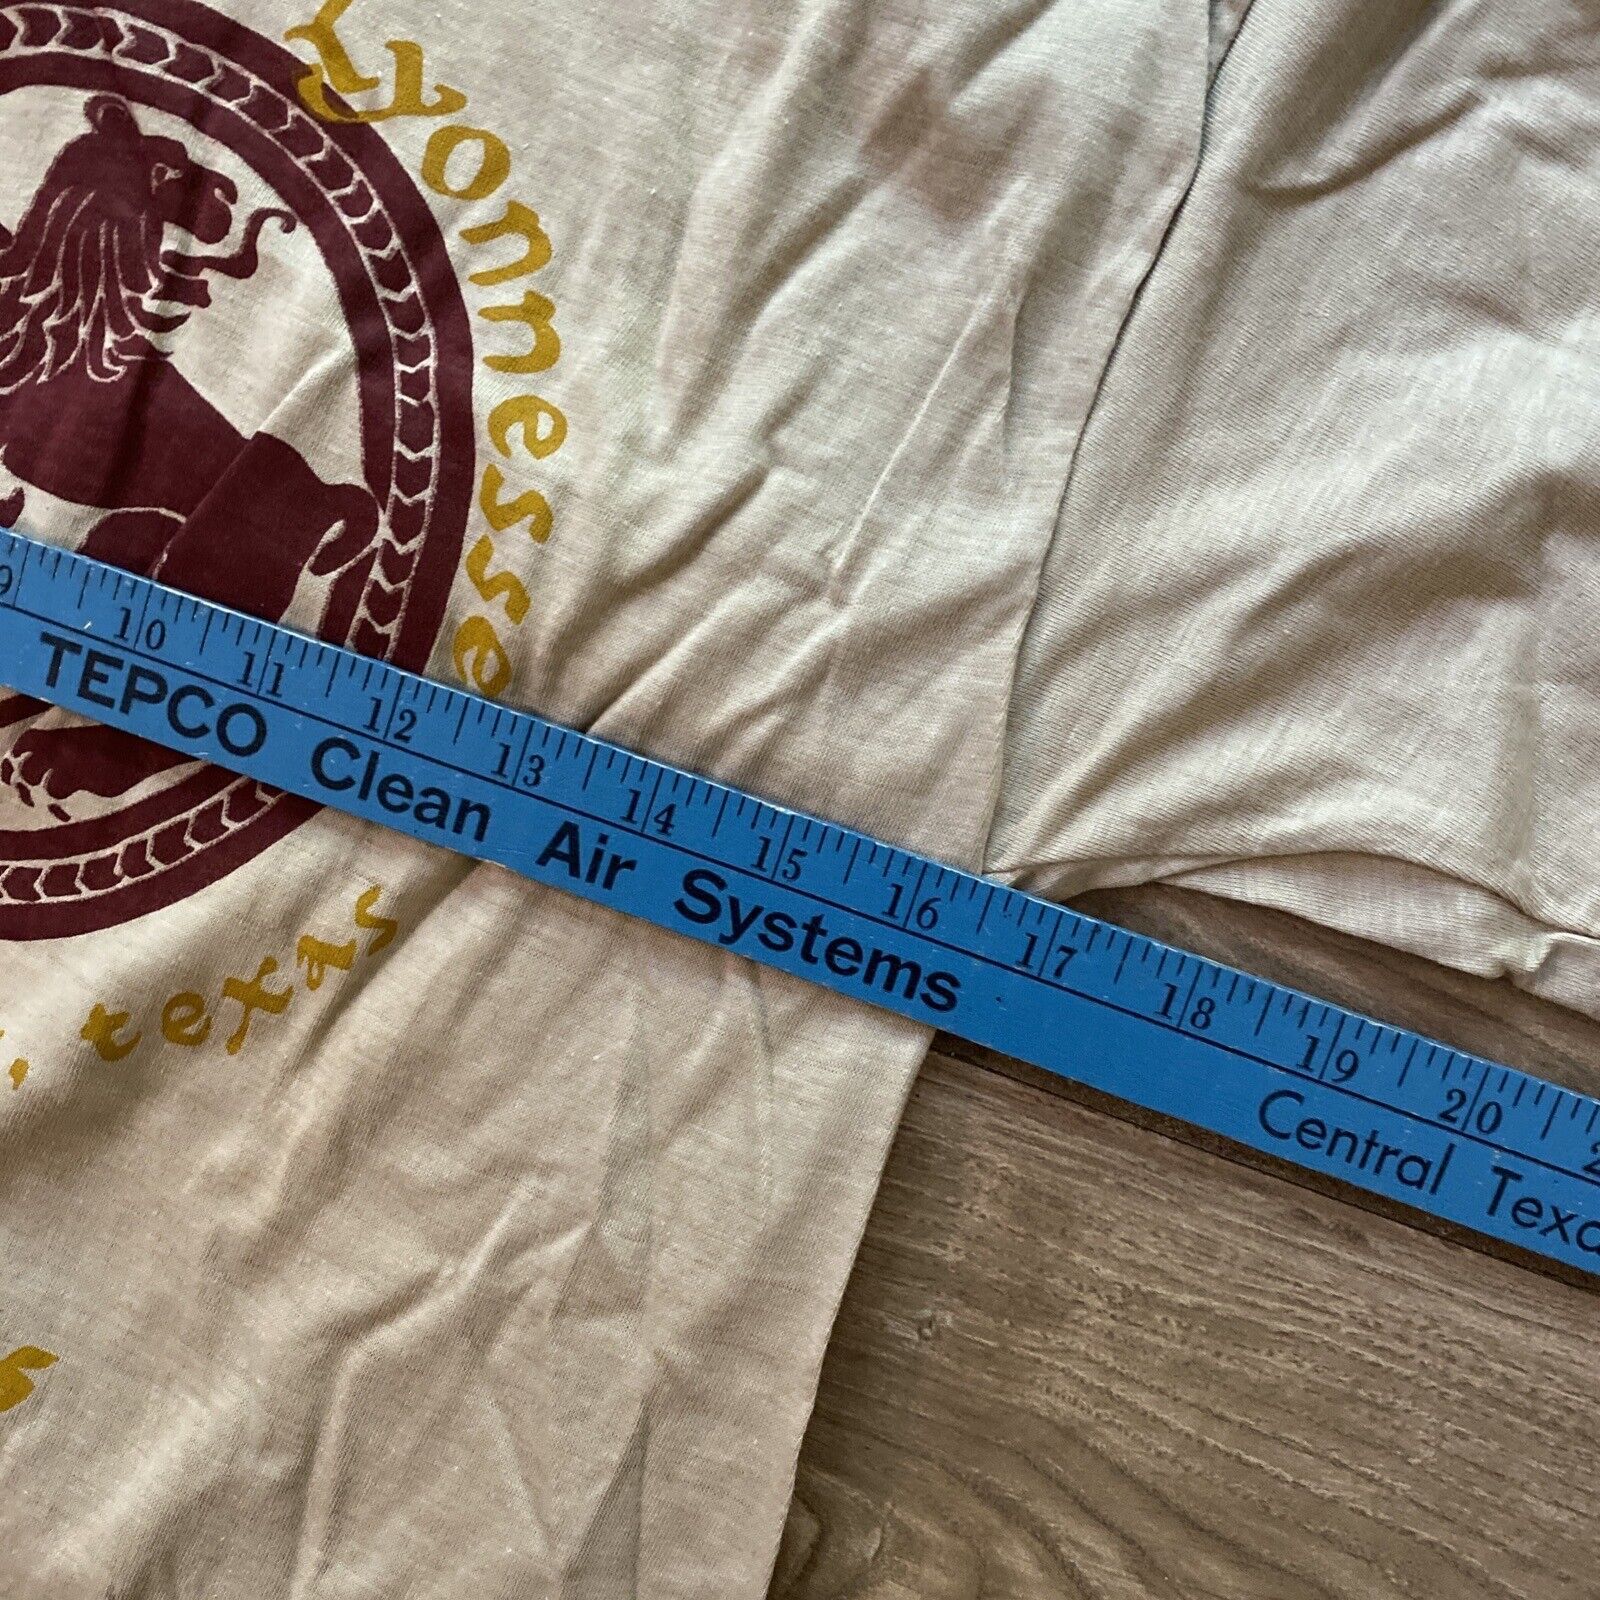 Lyonnesse
texas
9 10 11 12 13 14 15 16 17 18 19 20
TEPCO Clean Air Systems Central